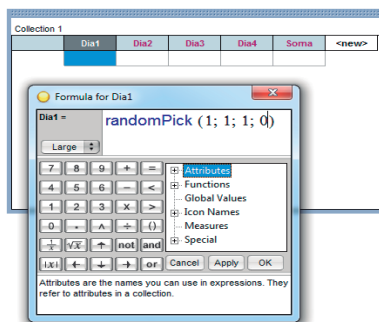 Collection 1
Dia1 Dia2 Dia3 Dia4 Soma <new>
Formula for Dia1
Dia1 =
randomPick (1; 1; 1; 0)
Large
7 8 9 + =
4 5 6 − <
1 2 3 x >
0 . ^ ÷ ()
1/x √x ↑ not and
|x| ← ↓ → or
Attributes
Functions
Global Values
Icon Names
Measures
Special
Cancel Apply OK
Attributes are the names you can use in expressions. They
refer to attributes in a collection.